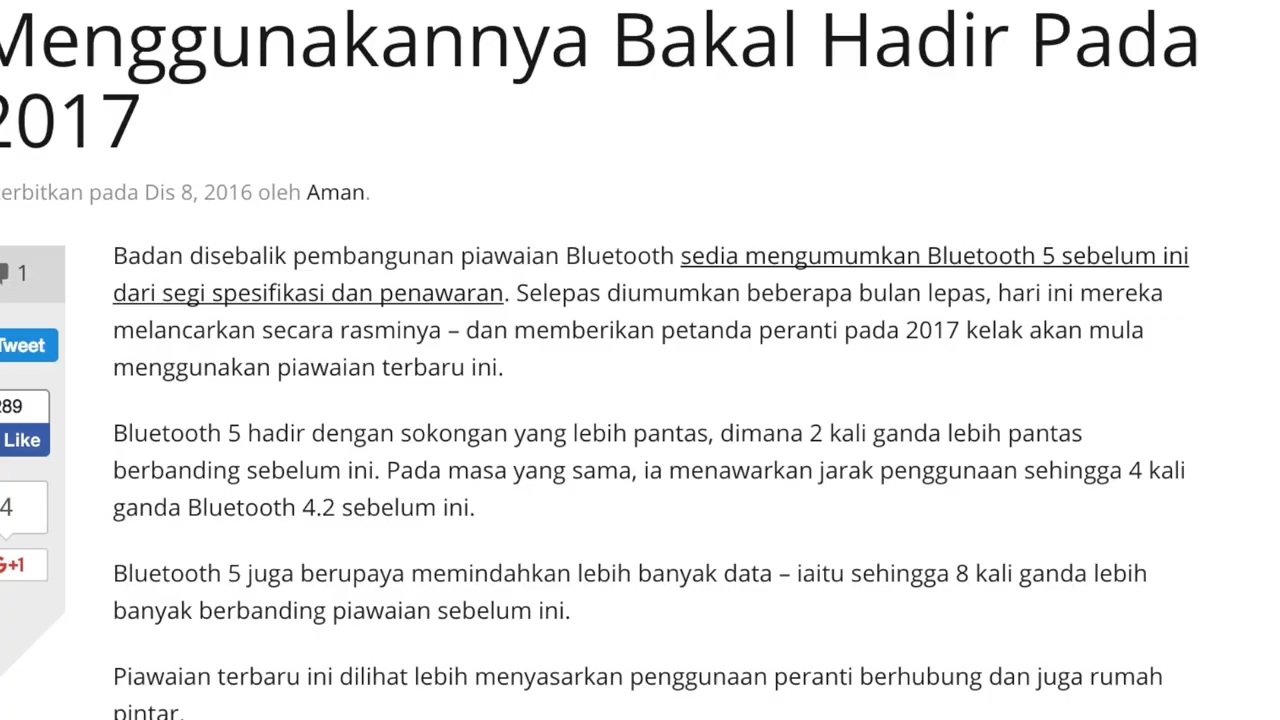 Menggunakannya Bakal Hadir Pada
2017
terbitkan pada Dis 8, 2016 oleh Aman.
1
Badan disebalik pembangunan piawaian Bluetooth sedia mengumumkan Bluetooth 5 sebelum ini
dari segi spesifikasi dan penawaran. Selepas diumumkan beberapa bulan lepas, hari ini mereka
melancarkan secara rasminya – dan memberikan petanda peranti pada 2017 kelak akan mula
menggunakan piawaian terbaru ini.
Tweet
289
Like
4
G+1
Bluetooth 5 hadir dengan sokongan yang lebih pantas, dimana 2 kali ganda lebih pantas
berbanding sebelum ini. Pada masa yang sama, ia menawarkan jarak penggunaan sehingga 4 kali
ganda Bluetooth 4.2 sebelum ini.
Bluetooth 5 juga berupaya memindahkan lebih banyak data – iaitu sehingga 8 kali ganda lebih
banyak berbanding piawaian sebelum ini.
Piawaian terbaru ini dilihat lebih menyasarkan penggunaan peranti berhubung dan juga rumah
pintar.